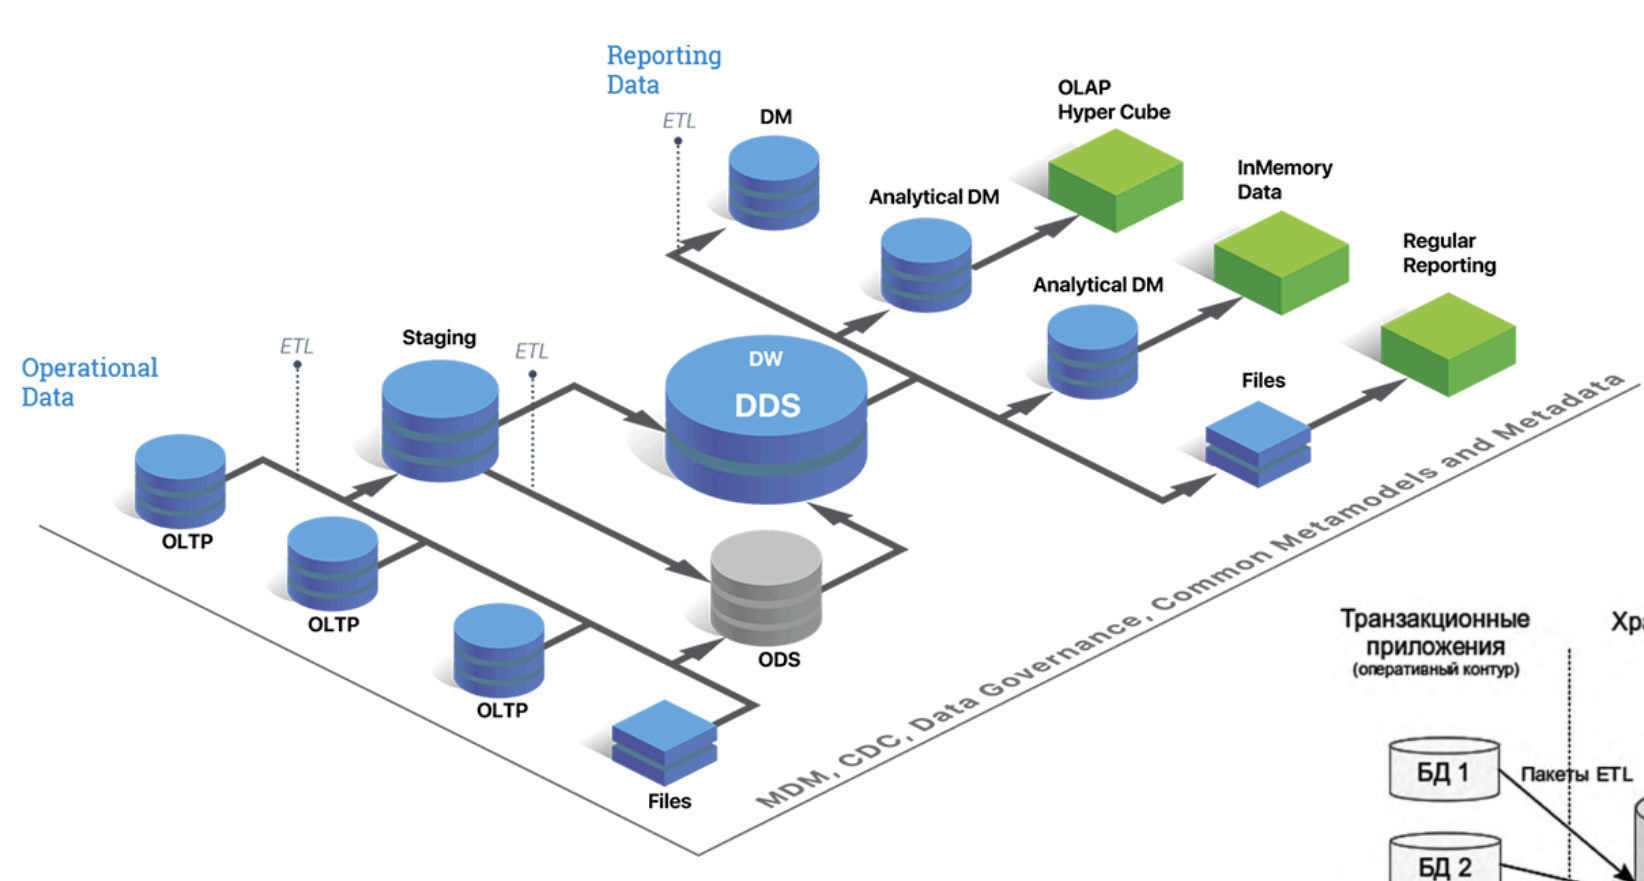 Reporting
Data
ETL
DM
OLAP
Hyper Cube
Analytical DM
InMemory
Data
Analytical DM
Regular
Reporting
Files
Operational
Data
ETL
Staging
ETL
DW
DDS
OLTP
OLTP
OLTP
ODS
Files
MDM, CDC, Data Governance, Common Metamodels and Metadata
Транзакционные
приложения
(оперативный контур)
БД 1
Пакеты ETL
БД 2